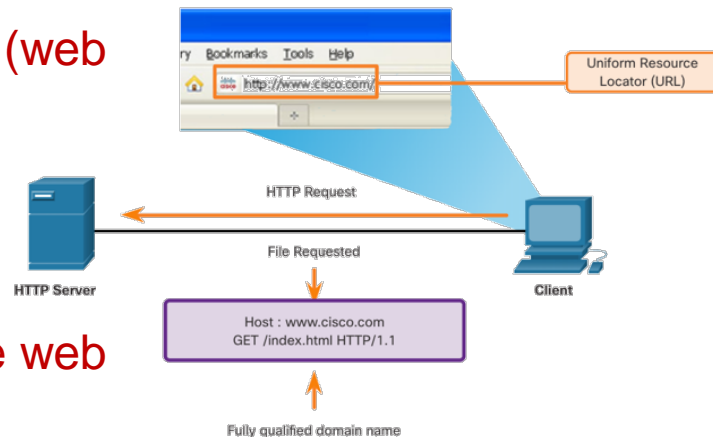 (web
ry Bookmarks Tools Help
http://www.cisco.com/
Uniform Resource
Locator (URL)
HTTP Request
File Requested
HTTP Server
Client
Host : www.cisco.com
GET /index.html HTTP/1.1
e web
Fully qualified domain name